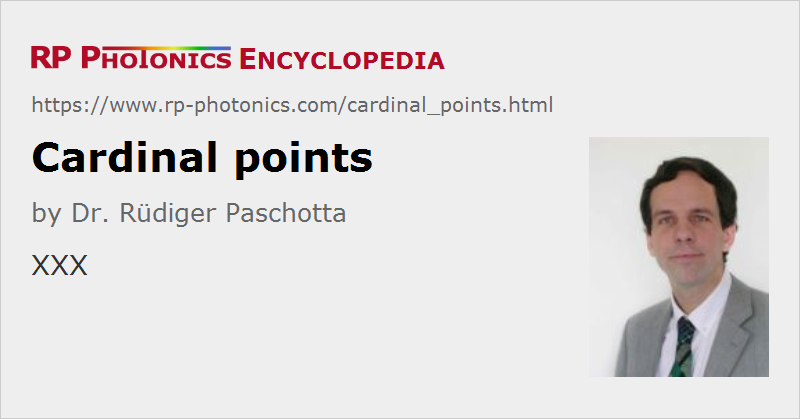 RP PHOTONICS ENCYCLOPEDIA
https://www.rp-photonics.com/cardinal_points.html
Cardinal points
by Dr. Rüdiger Paschotta
XXX